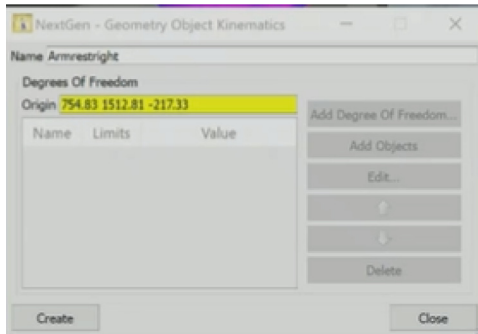 NextGen - Geometry Object Kinematics
Name Armrestright
Degrees Of Freedom
Origin 754.83 1512.81 -217.33
Name Limits Value
Add Degree Of Freedom...
Add Objects
Edit...
Delete
Create Close